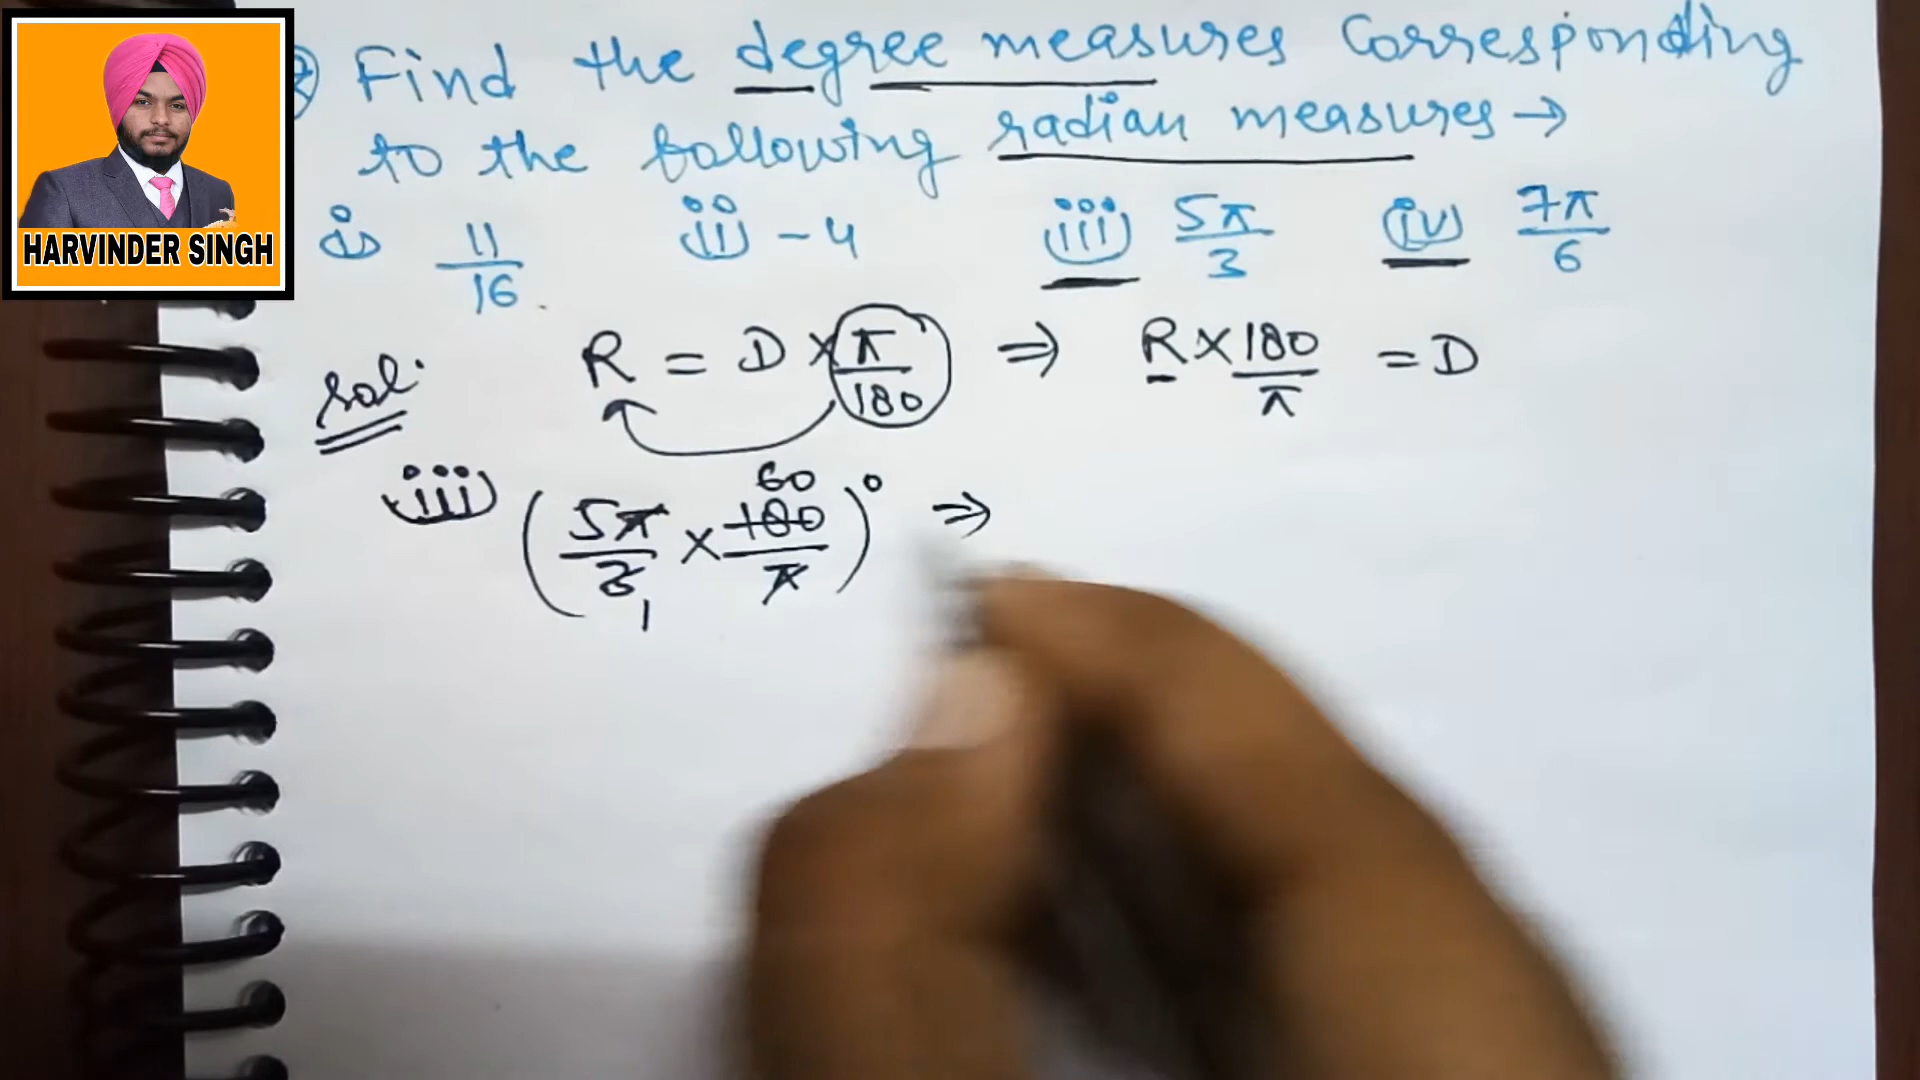 Find the degree measures corresponding
to the following radian measures →
i) 11/16 ii) -4 iii) 5π/3 iv) 7π/6
HARVINDER SINGH
sol. R = D × π/180 ⇒ R × 180/π = D
iii) (5π/3 × 180/π)° ⇒
60
1